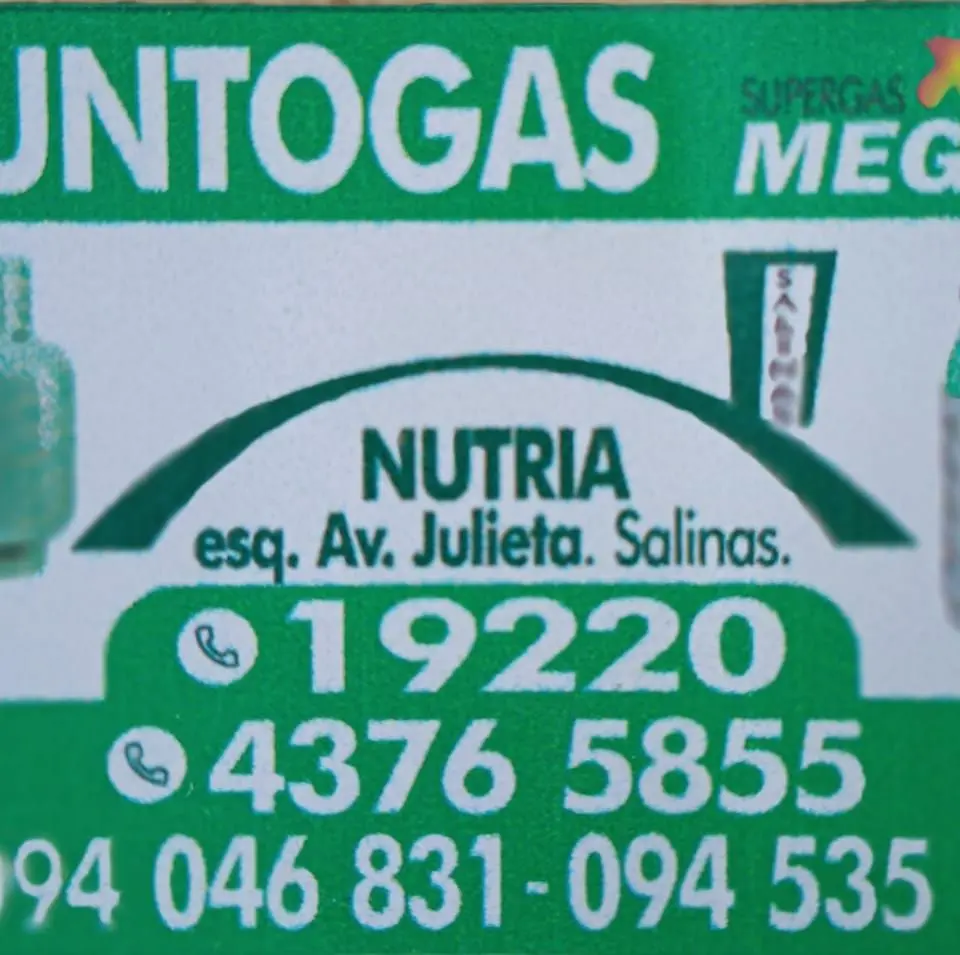 UNTOGAS
SUPERGAS
MEG
SALINAS
NUTRIA
esq. Av. Julieta. Salinas.
19220
4376 5855
094 046 831 - 094 535